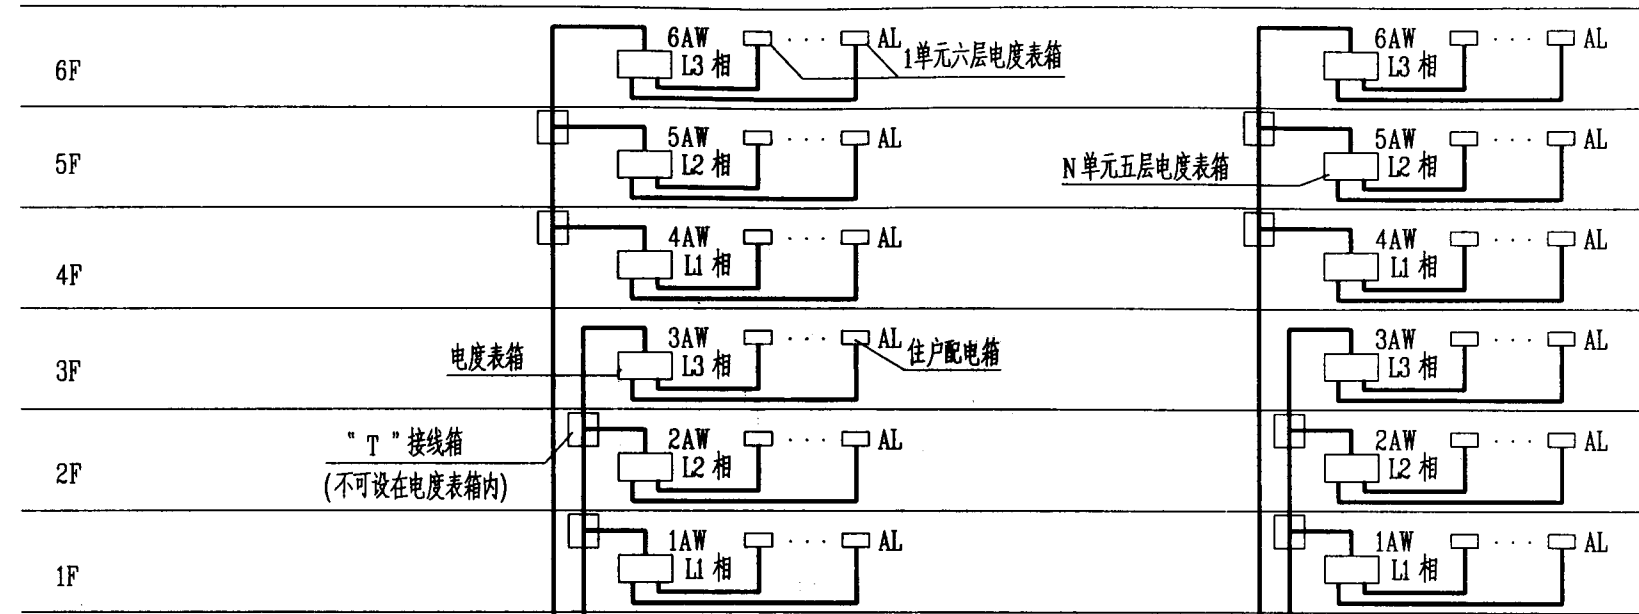 6F
6AW
L3 相
· · ·
AL
1单元六层电度表箱
6AW
L3 相
· · ·
AL
5F
5AW
L2 相
· · ·
AL
N 单元五层电度表箱
5AW
L2 相
· · ·
AL
4F
4AW
L1 相
· · ·
AL
4AW
L1 相
· · ·
AL
3F
电度表箱
3AW
L3 相
· · ·
AL
住户配电箱
3AW
L3 相
· · ·
AL
2F
“ T ”接线箱
(不可设在电度表箱内)
2AW
L2 相
· · ·
AL
2AW
L2 相
· · ·
AL
1F
1AW
L1 相
· · ·
AL
1AW
L1 相
· · ·
AL